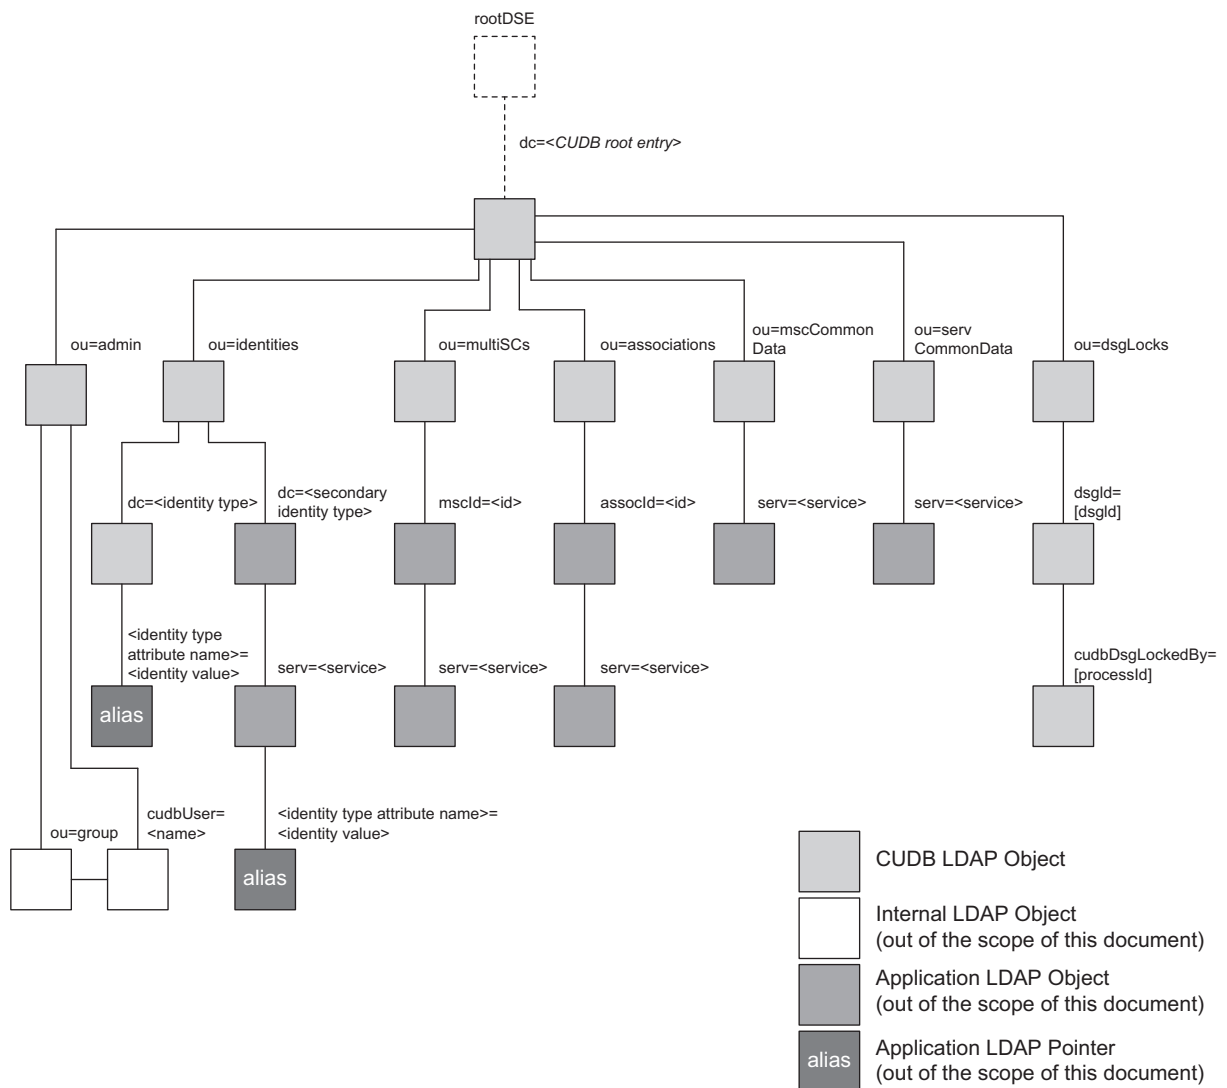 rootDSE
dc=<CUDB root entry>
ou=admin
ou=identities
ou=multiSCs
ou=associations
ou=mscCommon
Data
ou=serv
CommonData
ou=dsgLocks
dc=<identity type>
dc=<secondary
identity type>
mscId=<id>
assocId=<id>
serv=<service>
serv=<service>
dsgId=
[dsgId]
<identity type
attribute name>=
<identity value>
serv=<service>
serv=<service>
serv=<service>
cudbDsgLockedBy=
[processId]
alias
ou=group
cudbUser=
<name>
<identity type attribute name>=
<identity value>
alias
CUDB LDAP Object
Internal LDAP Object
(out of the scope of this document)
Application LDAP Object
(out of the scope of this document)
alias
Application LDAP Pointer
(out of the scope of this document)